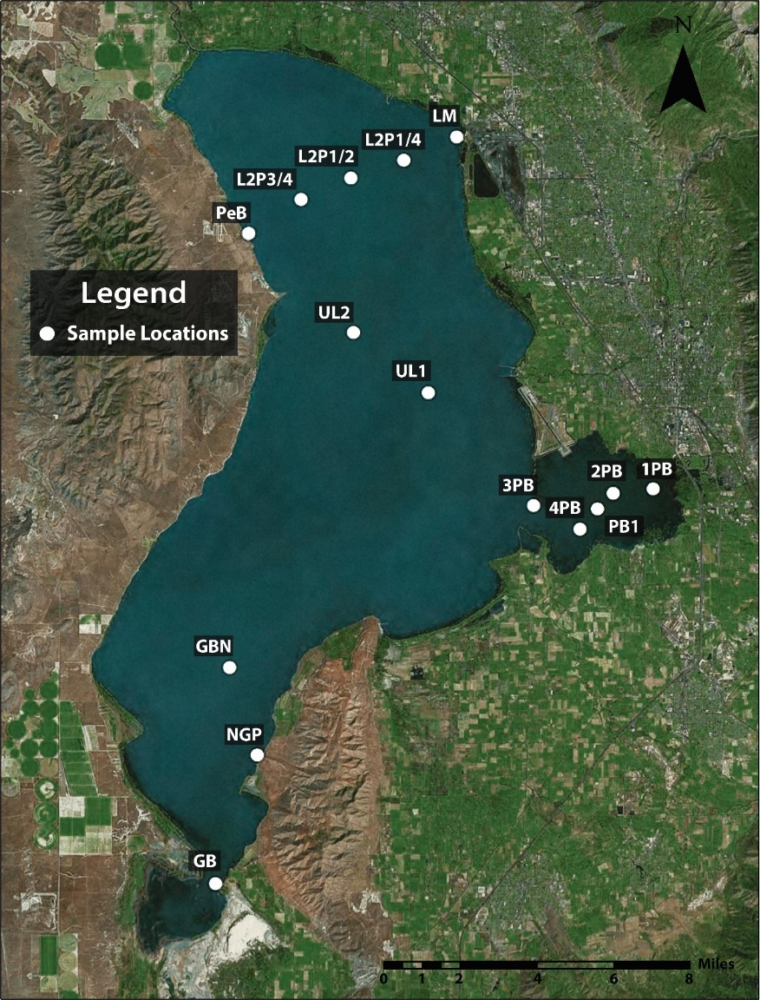 N
LM
L2P1/4
L2P1/2
L2P3/4
PeB
Legend
Sample Locations
UL2
UL1
1PB
2PB
3PB
4PB
PB1
GBN
NGP
GB
Miles
0 1 2 4 6 8